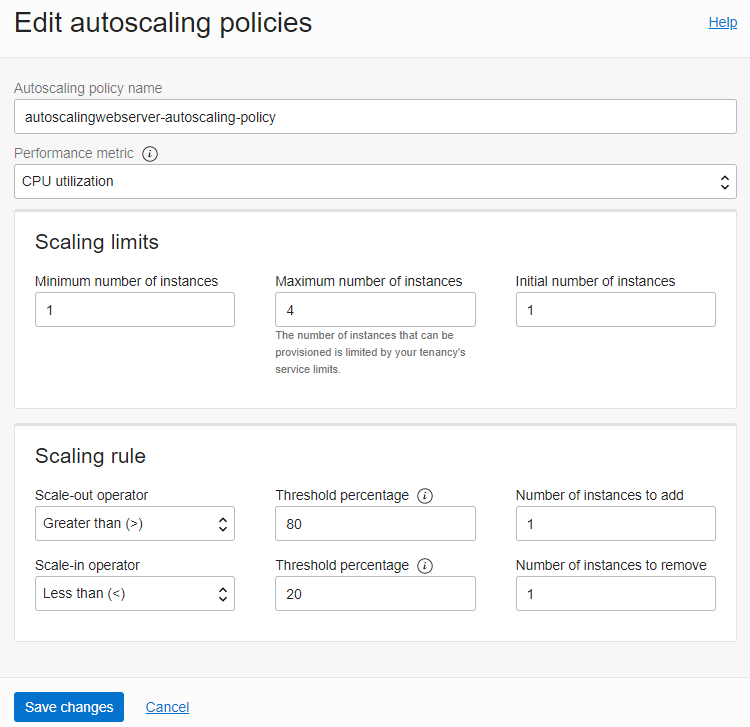 Edit autoscaling policies
Help
Autoscaling policy name
autoscalingwebserver-autoscaling-policy
Performance metric i
CPU utilization
Scaling limits
Minimum number of instances
Maximum number of instances
Initial number of instances
1
4
1
The number of instances that can be
provisioned is limited by your tenancy's
service limits.
Scaling rule
Scale-out operator
Threshold percentage i
Number of instances to add
Greater than (>)
80
1
Scale-in operator
Threshold percentage i
Number of instances to remove
Less than (<)
20
1
Save changes
Cancel